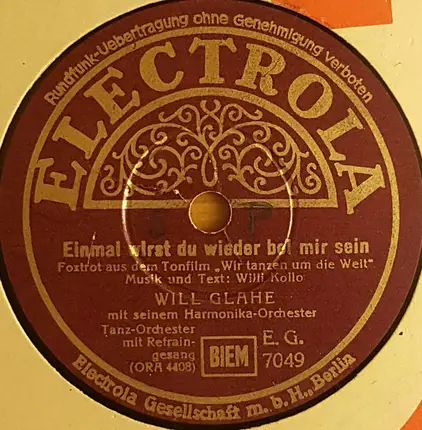 Rundfunk-Uebertragung ohne Genehmigung verboten
ELECTROLA
P
Einmal wirst du wieder bei mir sein
Foxtrot aus dem Tonfilm „Wir tanzen um die Welt"
Musik und Text: Willi Kollo
WILL GLAHE
mit seinem Harmonika-Orchester
Tanz-Orchester
mit Refrain-
gesang
(ORA 4408)
BIEM
E. G.
7049
Electrola Gesellschaft m. b. H., Berlin